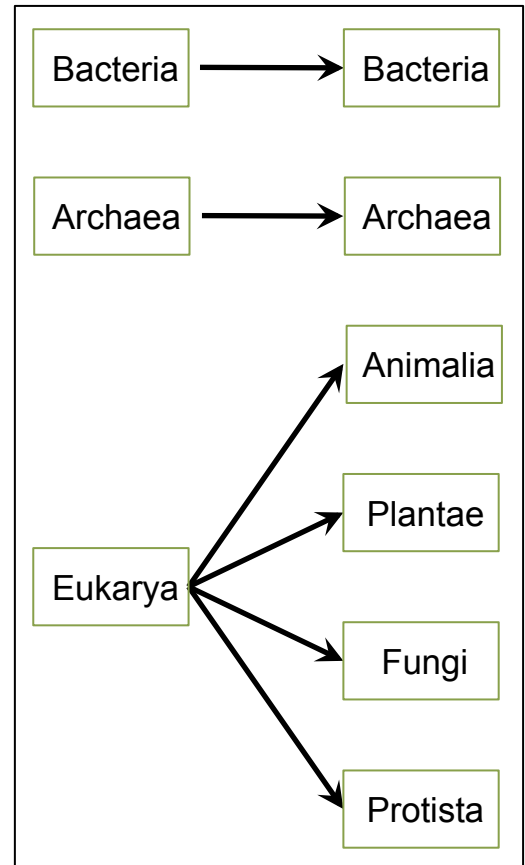 Bacteria Bacteria
Archaea Archaea
Animalia
Plantae
Eukarya
Fungi
Protista